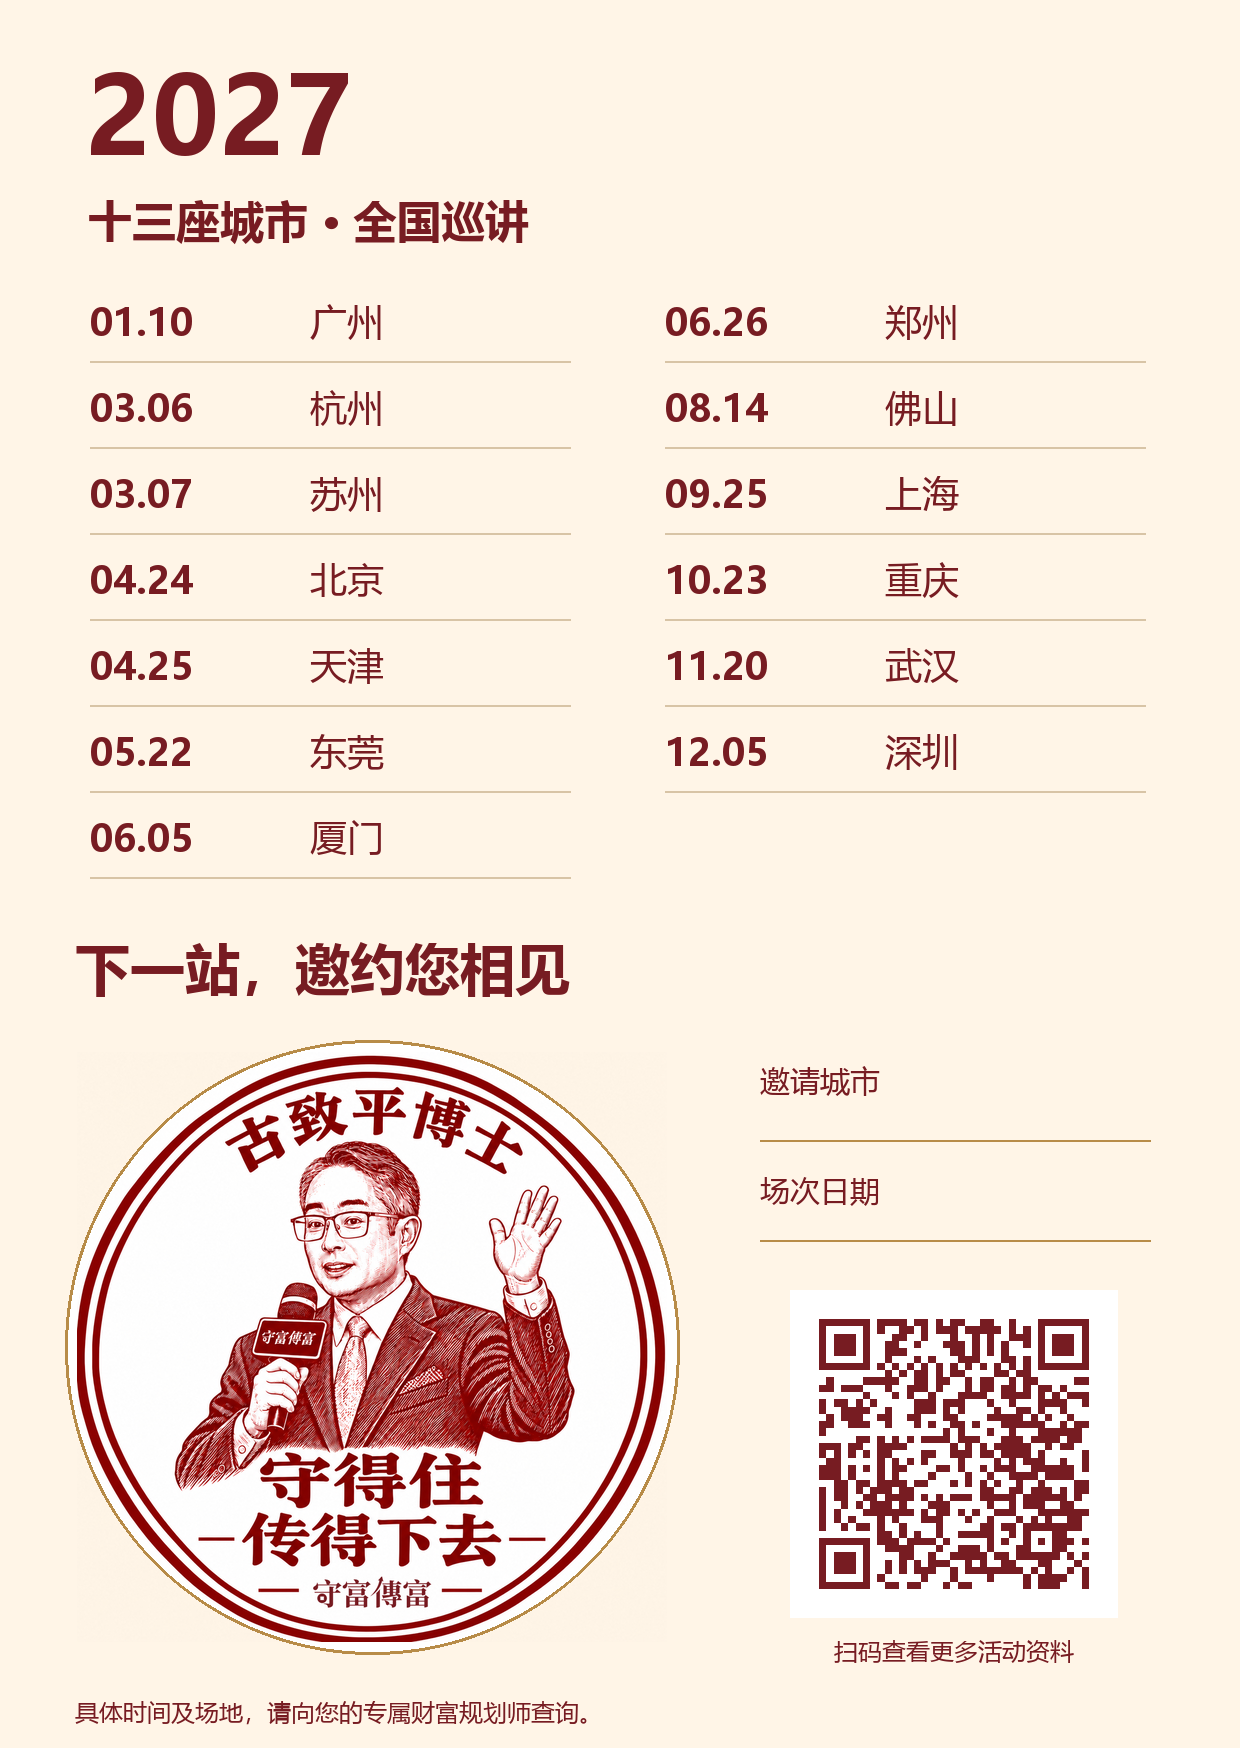 2027
十三座城市·全国巡讲
01.10 广州
03.06 杭州
03.07 苏州
04.24 北京
04.25 天津
05.22 东莞
06.05 厦门
06.26 郑州
08.14 佛山
09.25 上海
10.23 重庆
11.20 武汉
12.05 深圳
下一站，邀约您相见
古致平博士
守富傳富
守得住
传得下去
守富傳富
邀请城市
场次日期
扫码查看更多活动资料
具体时间及场地，请向您的专属财富规划师查询。